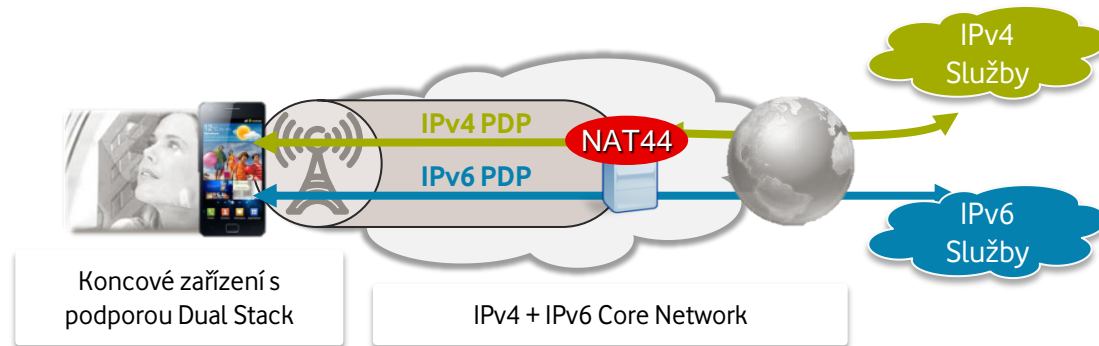 IPv4
Služby
IPv4 PDP
NAT44
IPv6 PDP
IPv6
Služby
Koncové zařízení s
podporou Dual Stack
IPv4 + IPv6 Core Network